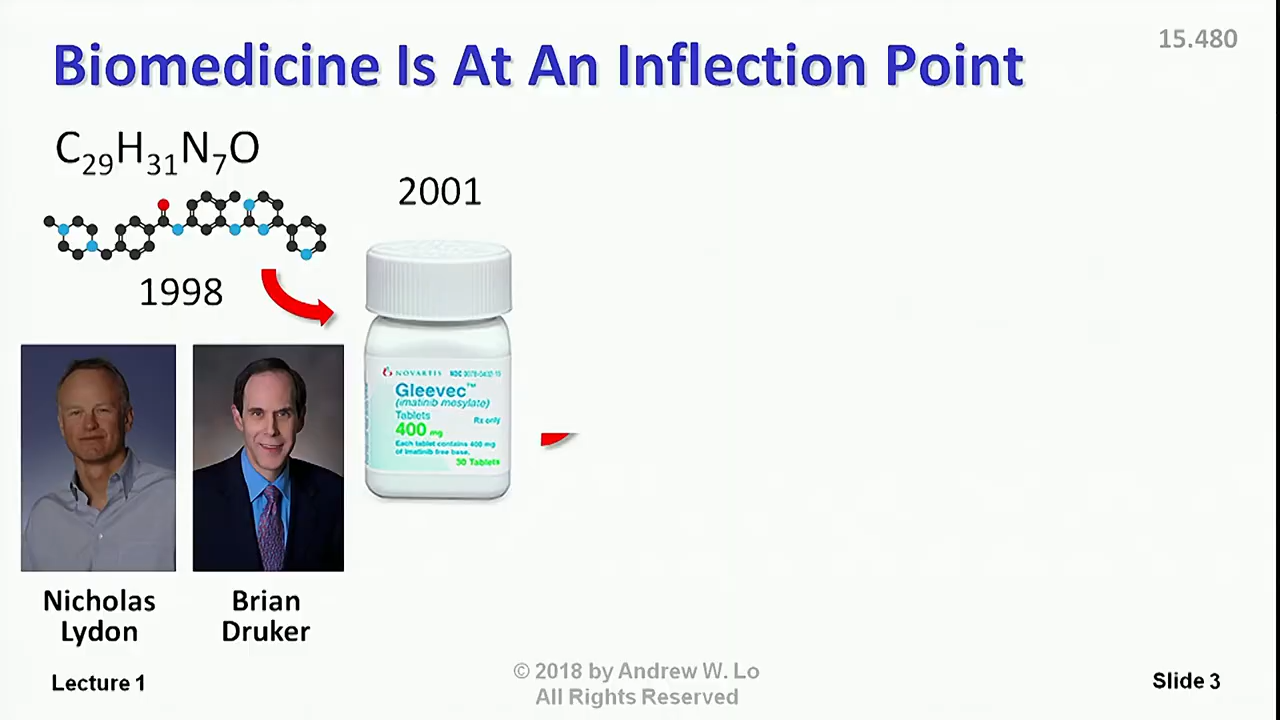 Biomedicine Is At An Inflection Point
15.480
C₂₉H₃₁N₇O
2001
1998
NOVARTIS NDC 0078-0432-15
Gleevec™
(imatinib mesylate)
Tablets
Rx only
400 mg
Each tablet contains 400 mg
of imatinib free base.
30 Tablets
Nicholas
Lydon
Brian
Druker
Lecture 1
© 2018 by Andrew W. Lo
All Rights Reserved
Slide 3